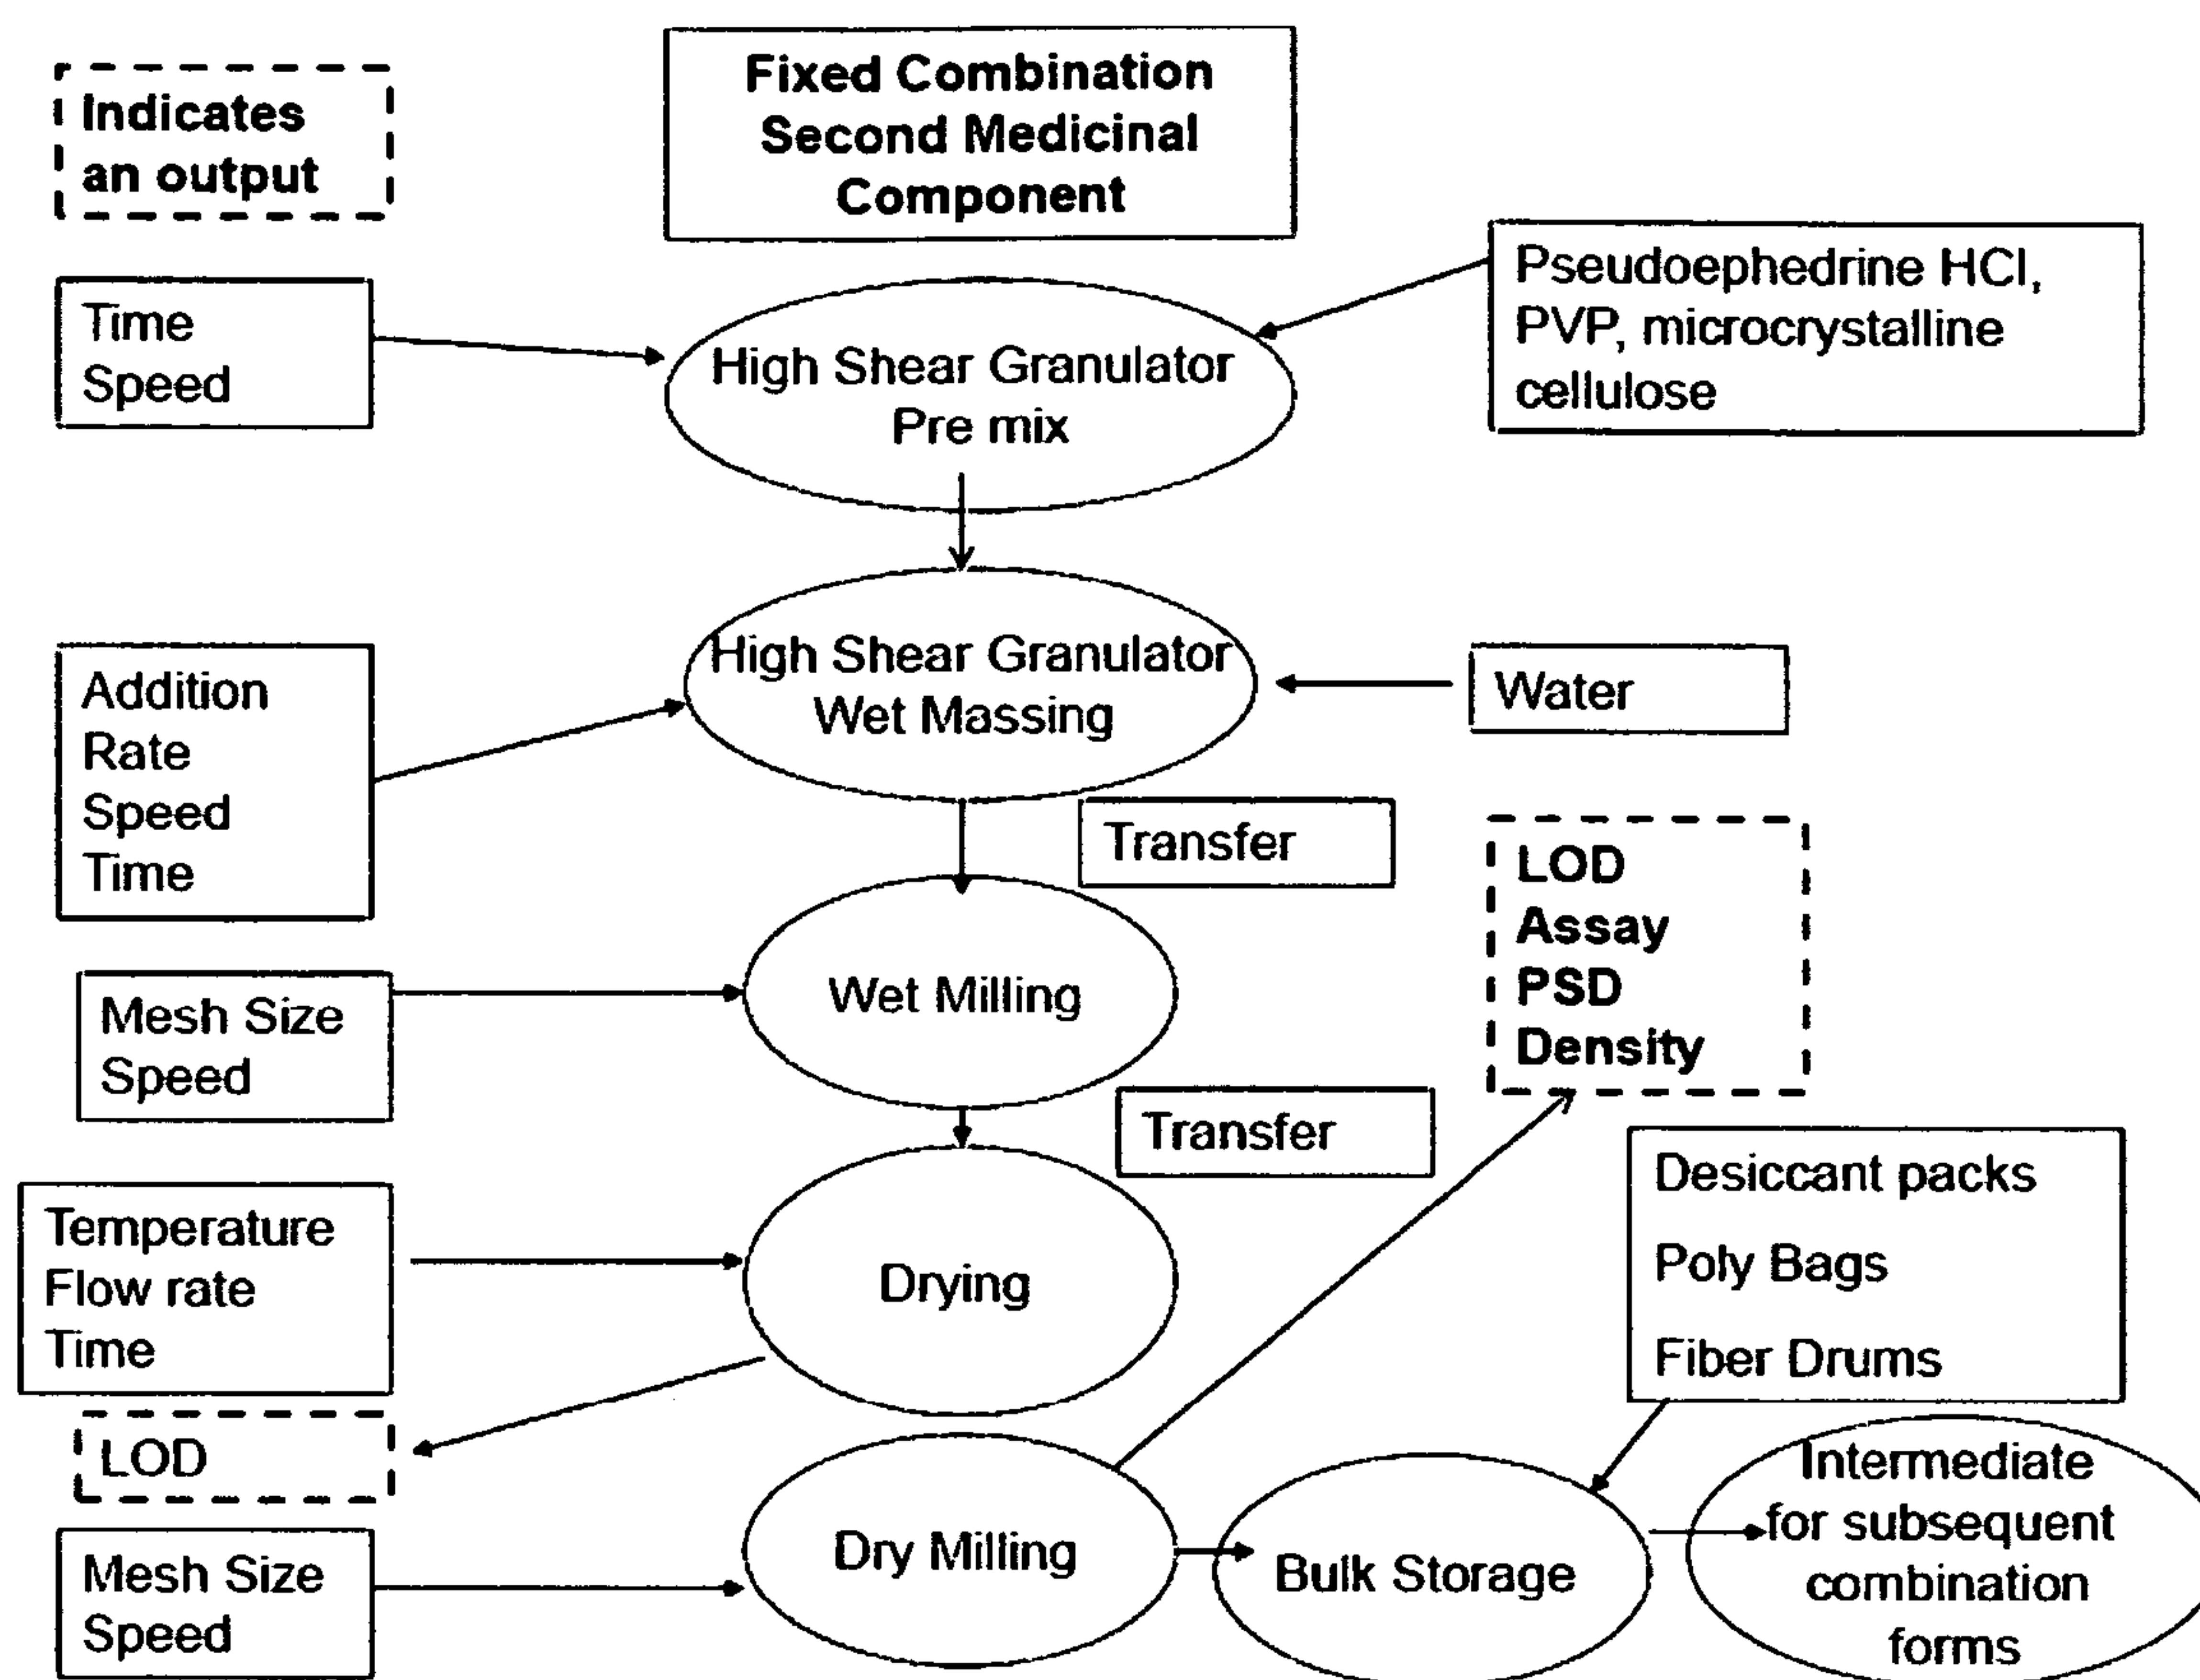 Indicates
an output
Fixed Combination
Second Medicinal
Component
Time
Speed
High Shear Granulator
Pre mix
Pseudoephedrine HCl,
PVP, microcrystalline
cellulose
Addition
Rate
Speed
Time
High Shear Granulator
Wet Massing
Water
Transfer
LOD
Assay
PSD
Density
Mesh Size
Speed
Wet Milling
Transfer
Temperature
Flow rate
Time
Drying
Desiccant packs
Poly Bags
Fiber Drums
LOD
Mesh Size
Speed
Dry Milling
Bulk Storage
Intermediate
for subsequent
combination
forms